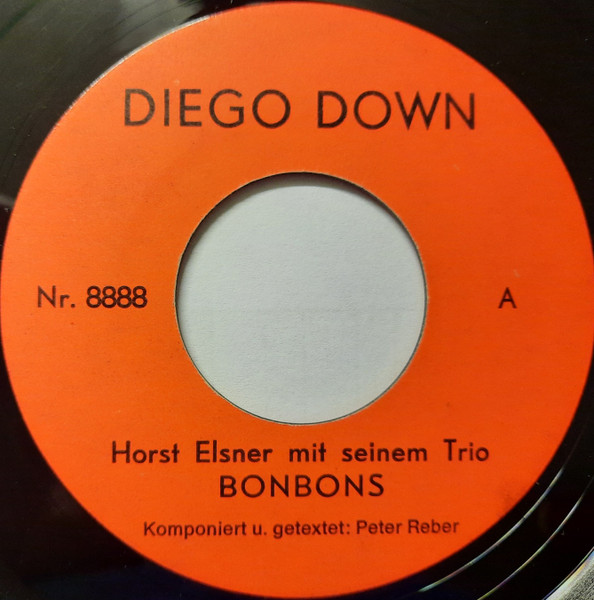 DIEGO DOWN
Nr. 8888
A
Horst Elsner mit seinem Trio
BONBONS
Komponiert u. getextet: Peter Reber